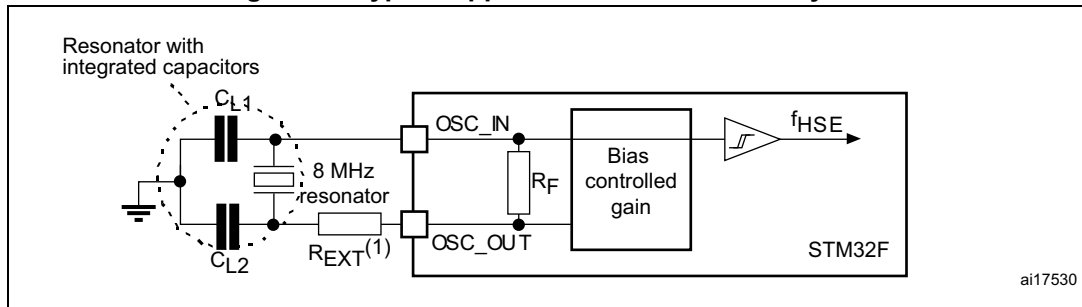 Resonator with
integrated capacitors
CL1
OSC_IN
fHSE
8 MHz
resonator
RF
Bias
controlled
gain
REXT(1)
OSC_OUT
STM32F
CL2
ai17530